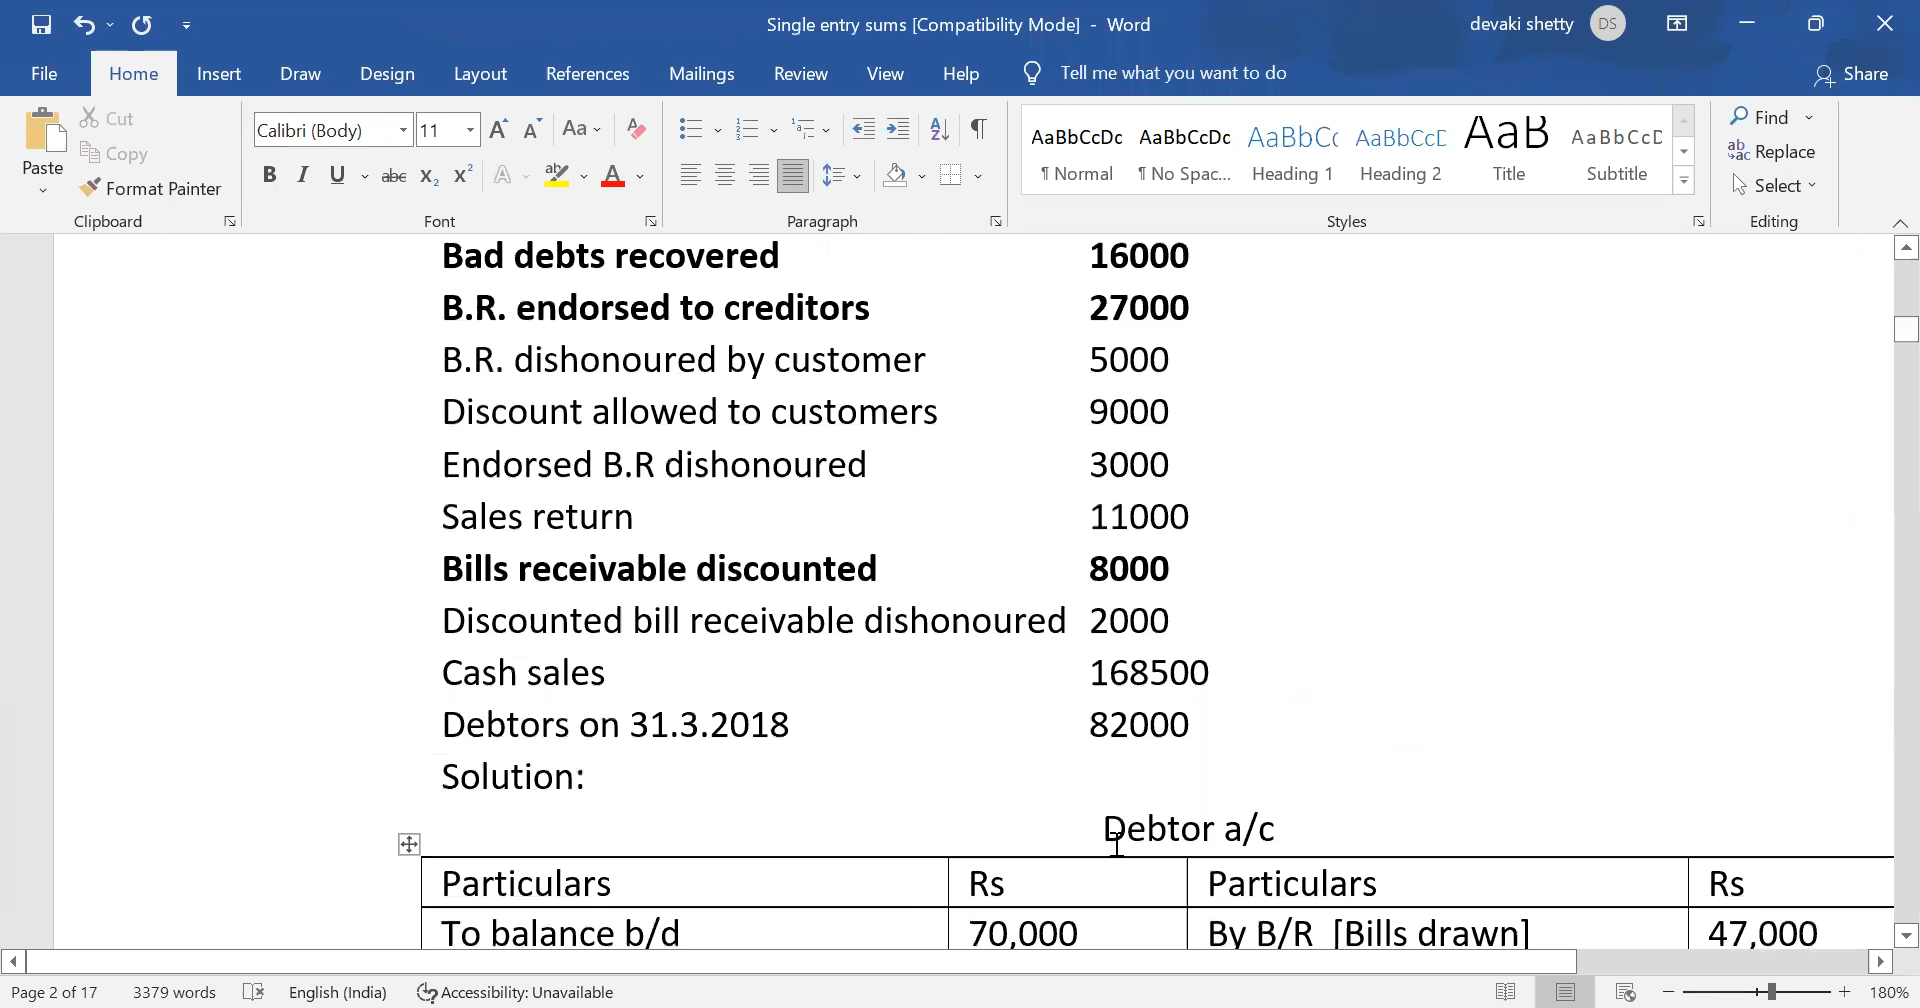 Single entry sums [Compatibility Mode] - Word
devaki shetty DS
File Home Insert Draw Design Layout References Mailings Review View Help Tell me what you want to do Share
Paste
Cut
Copy
Format Painter
Clipboard
Calibri (Body) 11
Font
Paragraph
AaBbCcDc AaBbCcDc AaBbC AaBbCcD AaB AaBbCcD
¶ Normal ¶ No Spac... Heading 1 Heading 2 Title Subtitle
Styles
Find
Replace
Select
Editing
Bad debts recovered 16000
B.R. endorsed to creditors 27000
B.R. dishonoured by customer 5000
Discount allowed to customers 9000
Endorsed B.R dishonoured 3000
Sales return 11000
Bills receivable discounted 8000
Discounted bill receivable dishonoured 2000
Cash sales 168500
Debtors on 31.3.2018 82000
Solution:
Debtor a/c
Particulars Rs Particulars Rs
To balance b/d 70,000 By B/R [Bills drawn] 47,000
Page 2 of 17 3379 words English (India) Accessibility: Unavailable 180%